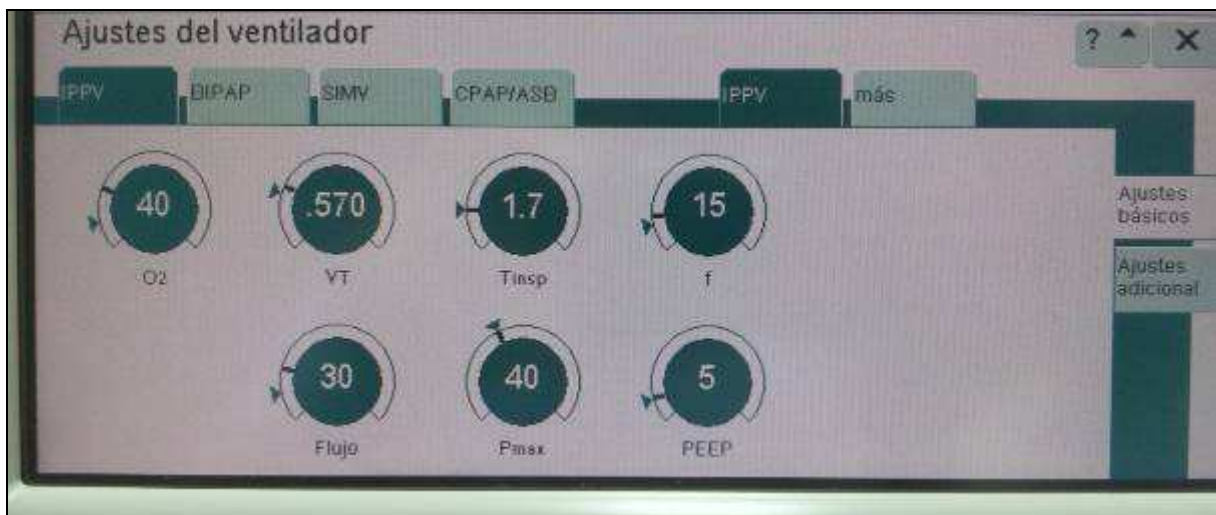 Ajustes del ventilador
? X
IPPV BIPAP SIMV CPAP/ASB IPPV más
40 .570 1.7 15
O2 VT Tinsp f
Ajustes
básicos
Ajustes
adicional
30 40 5
Flujo Pmax PEEP